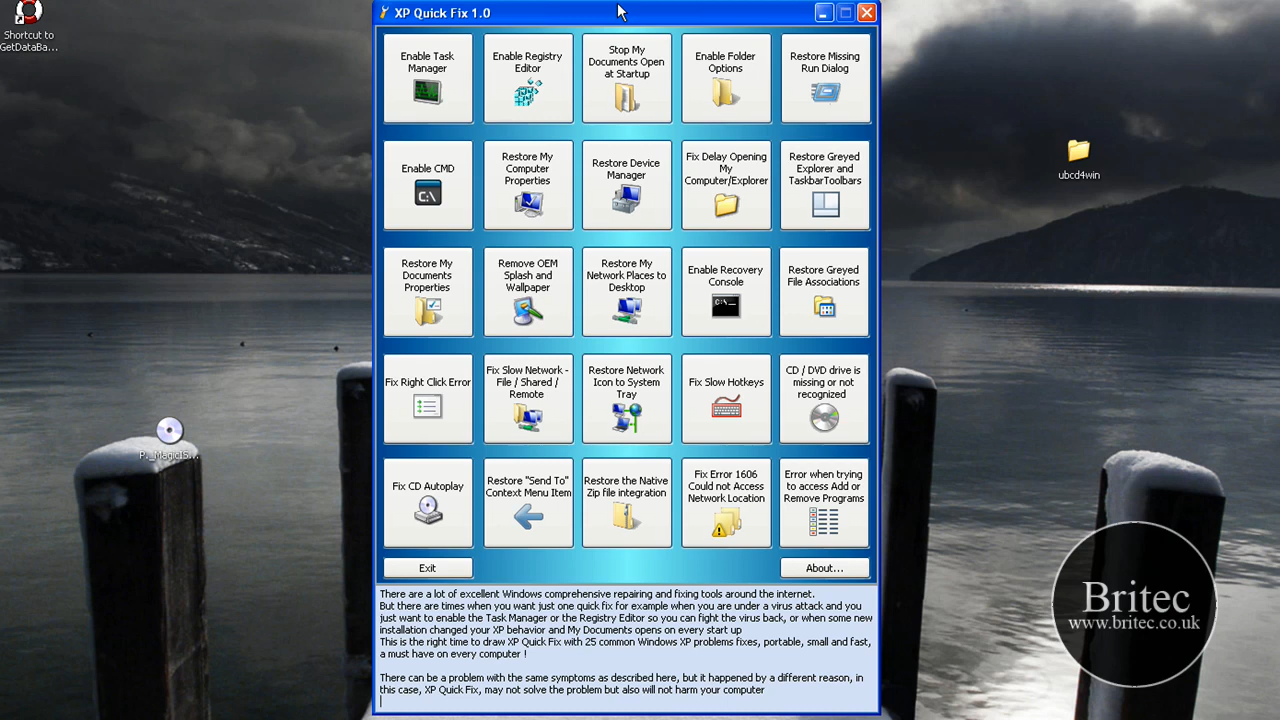 Shortcut to
GetDataBa...
XP Quick Fix 1.0
Enable Task
Manager
Enable Registry
Editor
Stop My
Documents Open
at Startup
Enable Folder
Options
Restore Missing
Run Dialog
Enable CMD
C:\
Restore My
Computer
Properties
Restore Device
Manager
Fix Delay Opening
My
Computer/Explorer
Restore Greyed
Explorer and
TaskbarToolbars
Restore My
Documents
Properties
Remove OEM
Splash and
Wallpaper
Restore My
Network Places to
Desktop
Enable Recovery
Console
C:\
Restore Greyed
File Associations
Fix Right Click Error
Fix Slow Network -
File / Shared /
Remote
Restore Network
Icon to System
Tray
Fix Slow Hotkeys
CD / DVD drive is
missing or not
recognized
Fix CD Autoplay
Restore "Send To"
Context Menu Item
Restore the Native
Zip file integration
Fix Error 1606
Could not Access
Network Location
Error when trying
to access Add or
Remove Programs
Exit
About...
There are a lot of excellent Windows comprehensive repairing and fixing tools around the internet.
But there are times when you want just one quick fix for example when you are under a virus attack and you
just want to enable the Task Manager or the Registry Editor so you can fight the virus back, or when some new
installation changed your XP behavior and My Documents opens on every start up
This is the right time to draw XP Quick Fix with 25 common Windows XP problems fixes, portable, small and fast,
a must have on every computer !
There can be a problem with the same symptoms as described here, but it happened by a different reason, in
this case, XP Quick Fix, may not solve the problem but also will not harm your computer
ubcd4win
Britec
www.britec.co.uk